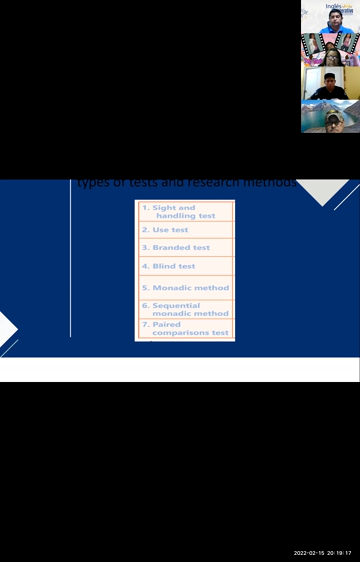 Inglés
types of tests and research methods
1. Sight and
handling test
2. Use test
3. Branded test
4. Blind test
5. Monadic method
6. Sequential
monadic method
7. Paired
comparisons test
2022-02-15 20:19:17